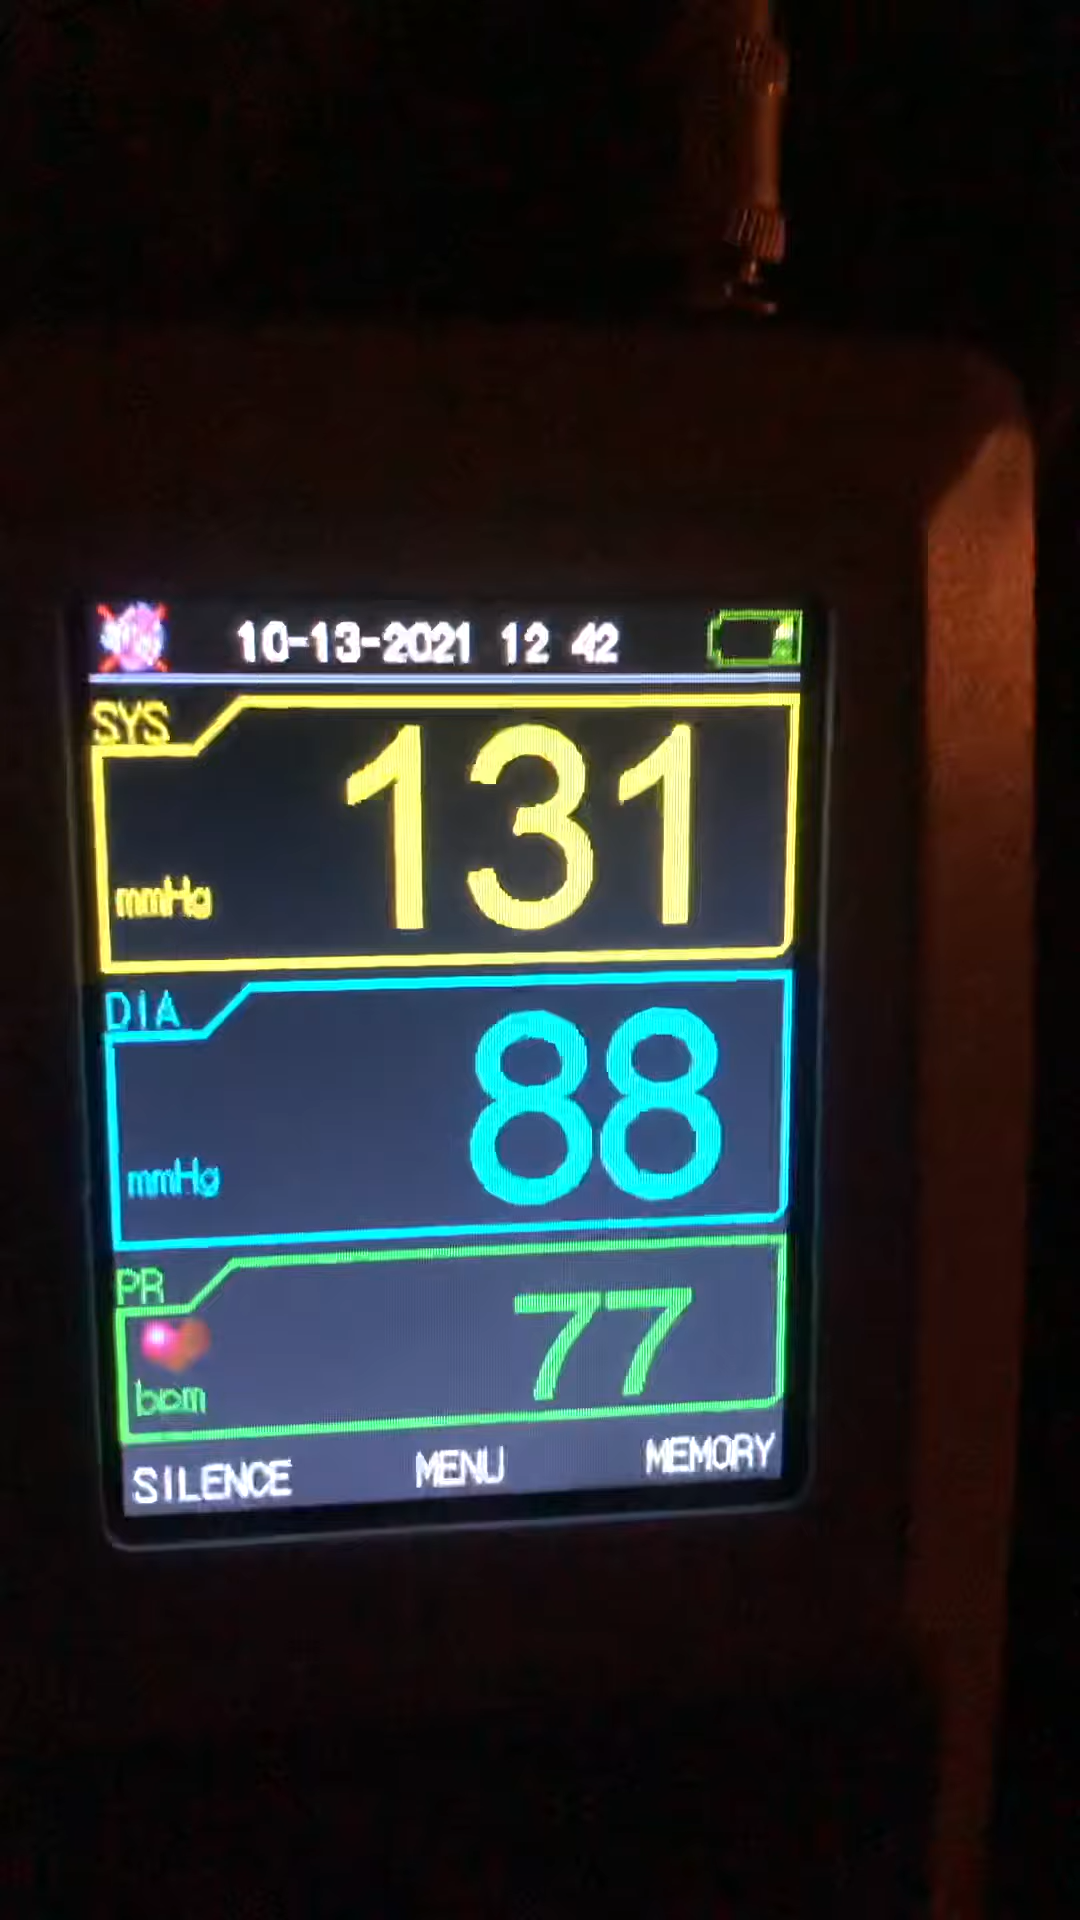 10-13-2021 12 42
SYS
131
mmHg
DIA
88
mmHg
PR
77
bpm
SILENCE MENU MEMORY